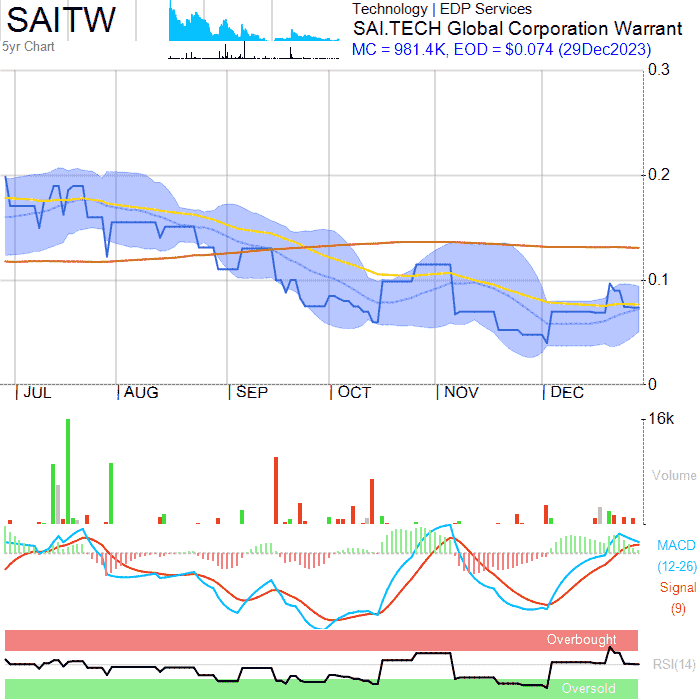 SAITW
5yr Chart
Technology | EDP Services
SAI.TECH Global Corporation Warrant
MC = 981.4K, EOD = $0.074 (29Dec2023)
0.3
0.2
0.1
0
JUL AUG SEP OCT NOV DEC
16k
Volume
MACD
(12-26)
Signal
(9)
Overbought
RSI(14)
Oversold